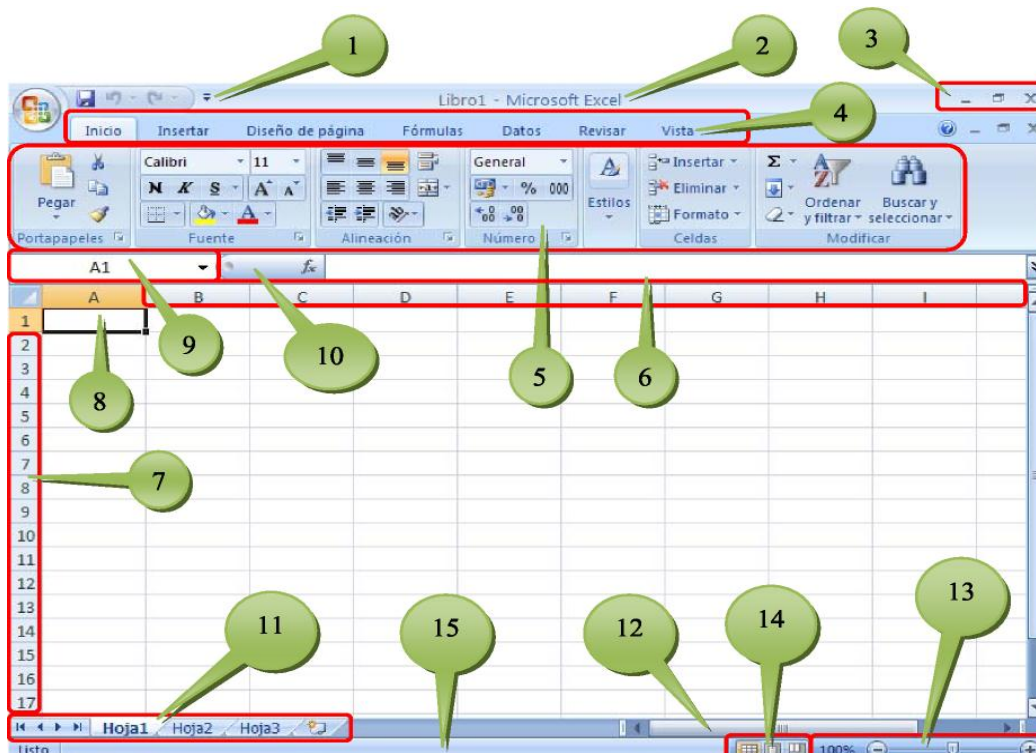 1
2
3
Libro1 - Microsoft Excel
4
Inicio Insertar Diseño de página Fórmulas Datos Revisar Vista
Calibri 11 General Insertar Σ
Pegar N K S A A % 000 Estilos Eliminar Ordenar y filtrar Buscar y seleccionar
A Formato
Portapapeles Fuente Alineación Número Celdas Modificar
A1 fx
A B C D E F G H I
1
2 9 10
3 5 6
4 8
5
6
7 7
8
9
10
11
12
13 13
14 11 15 12 14
15
16
17
Hoja1 Hoja2 Hoja3
Listo 100%